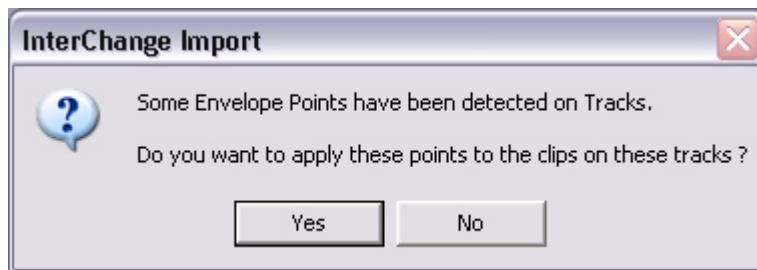 InterChange Import
Some Envelope Points have been detected on Tracks.
Do you want to apply these points to the clips on these tracks ?
Yes
No